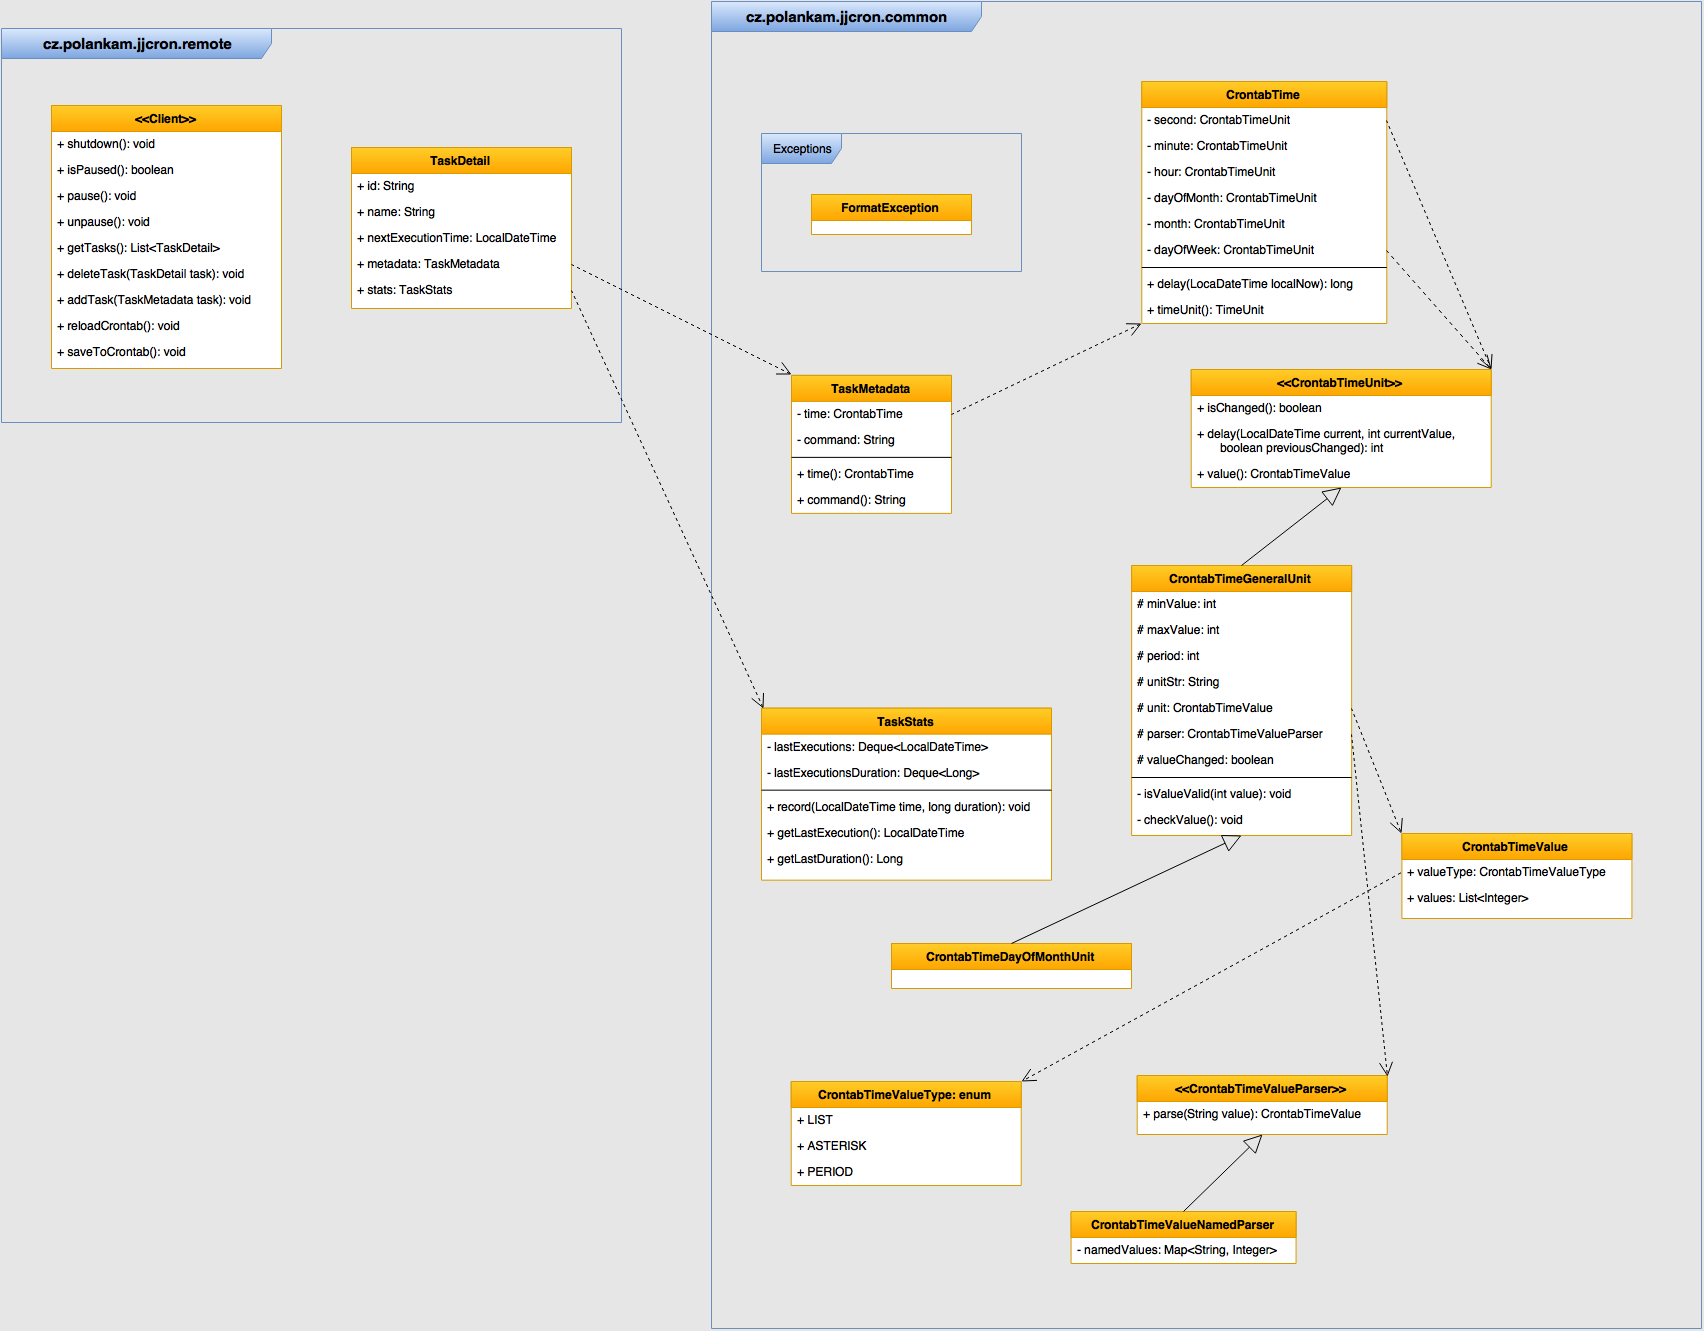 cz.polankam.jjcron.remote
<<Client>>
+ shutdown(): void
+ isPaused(): boolean
+ pause(): void
+ unpause(): void
+ getTasks(): List<TaskDetail>
+ deleteTask(TaskDetail task): void
+ addTask(TaskMetadata task): void
+ reloadCrontab(): void
+ saveToCrontab(): void
TaskDetail
+ id: String
+ name: String
+ nextExecutionTime: LocalDateTime
+ metadata: TaskMetadata
+ stats: TaskStats
cz.polankam.jjcron.common
Exceptions
FormatException
CrontabTime
- second: CrontabTimeUnit
- minute: CrontabTimeUnit
- hour: CrontabTimeUnit
- dayOfMonth: CrontabTimeUnit
- month: CrontabTimeUnit
- dayOfWeek: CrontabTimeUnit
+ delay(LocaDateTime localNow): long
+ timeUnit(): TimeUnit
TaskMetadata
- time: CrontabTime
- command: String
+ time(): CrontabTime
+ command(): String
<<CrontabTimeUnit>>
+ isChanged(): boolean
+ delay(LocalDateTime current, int currentValue,
boolean previousChanged): int
+ value(): CrontabTimeValue
CrontabTimeGeneralUnit
# minValue: int
# maxValue: int
# period: int
# unitStr: String
# unit: CrontabTimeValue
# parser: CrontabTimeValueParser
# valueChanged: boolean
- isValueValid(int value): void
- checkValue(): void
TaskStats
- lastExecutions: Deque<LocalDateTime>
- lastExecutionsDuration: Deque<Long>
+ record(LocalDateTime time, long duration): void
+ getLastExecution(): LocalDateTime
+ getLastDuration(): Long
CrontabTimeValue
+ valueType: CrontabTimeValueType
+ values: List<Integer>
CrontabTimeDayOfMonthUnit
CrontabTimeValueType: enum
+ LIST
+ ASTERISK
+ PERIOD
<<CrontabTimeValueParser>>
+ parse(String value): CrontabTimeValue
CrontabTimeValueNamedParser
- namedValues: Map<String, Integer>